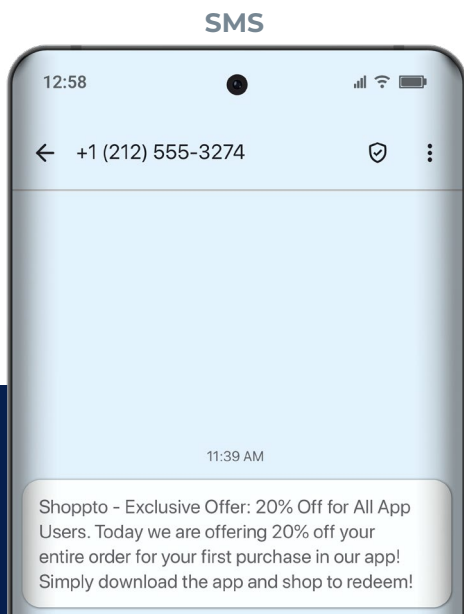 SMS
12:58
+1 (212) 555-3274
11:39 AM
Shoppto - Exclusive Offer: 20% Off for All App
Users. Today we are offering 20% off your
entire order for your first purchase in our app!
Simply download the app and shop to redeem!